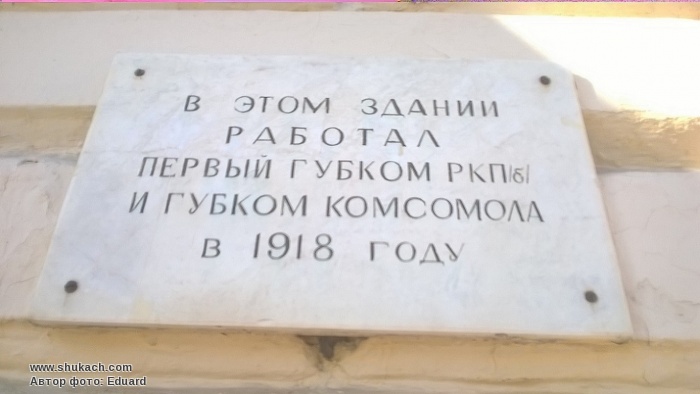 В ЭТОМ ЗДАНИИ
РАБОТАЛ
ПЕРВЫЙ ГУБКОМ РКП/б/
И ГУБКОМ КОМСОМОЛА
В 1918 ГОДУ
www.shukach.com
Автор фото: Eduard